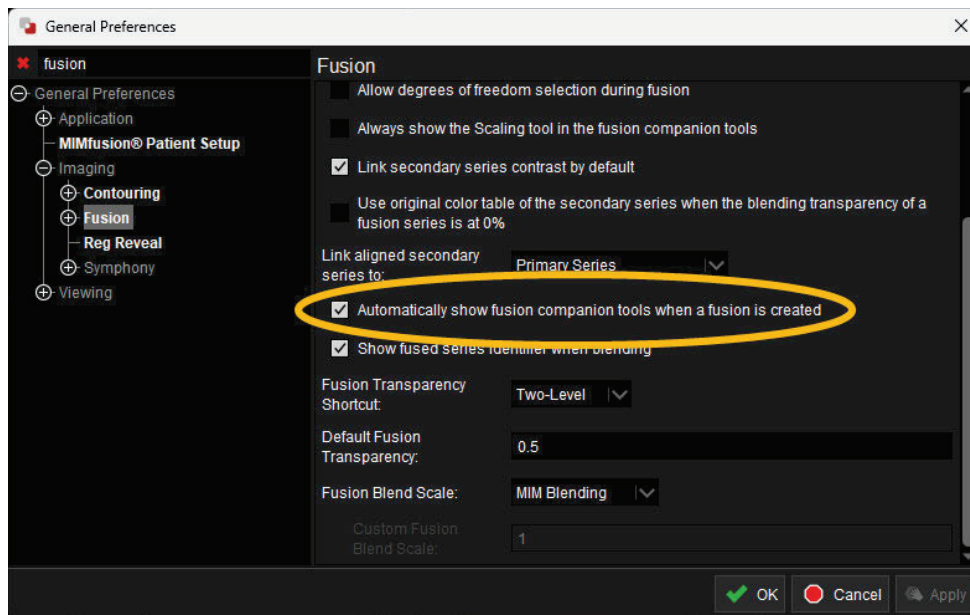 General Preferences
fusion
General Preferences
Application
MIMfusion® Patient Setup
Imaging
Contouring
Fusion
Reg Reveal
Symphony
Viewing
Fusion
Allow degrees of freedom selection during fusion
Always show the Scaling tool in the fusion companion tools
Link secondary series contrast by default
Use original color table of the secondary series when the blending transparency of a
fusion series is at 0%
Link aligned secondary
series to:
Primary Series
Automatically show fusion companion tools when a fusion is created
Show fused series identifier when blending
Fusion Transparency
Shortcut:
Two-Level
Default Fusion
Transparency:
0.5
Fusion Blend Scale:
MIM Blending
Custom Fusion
Blend Scale:
1
OK
Cancel
Apply